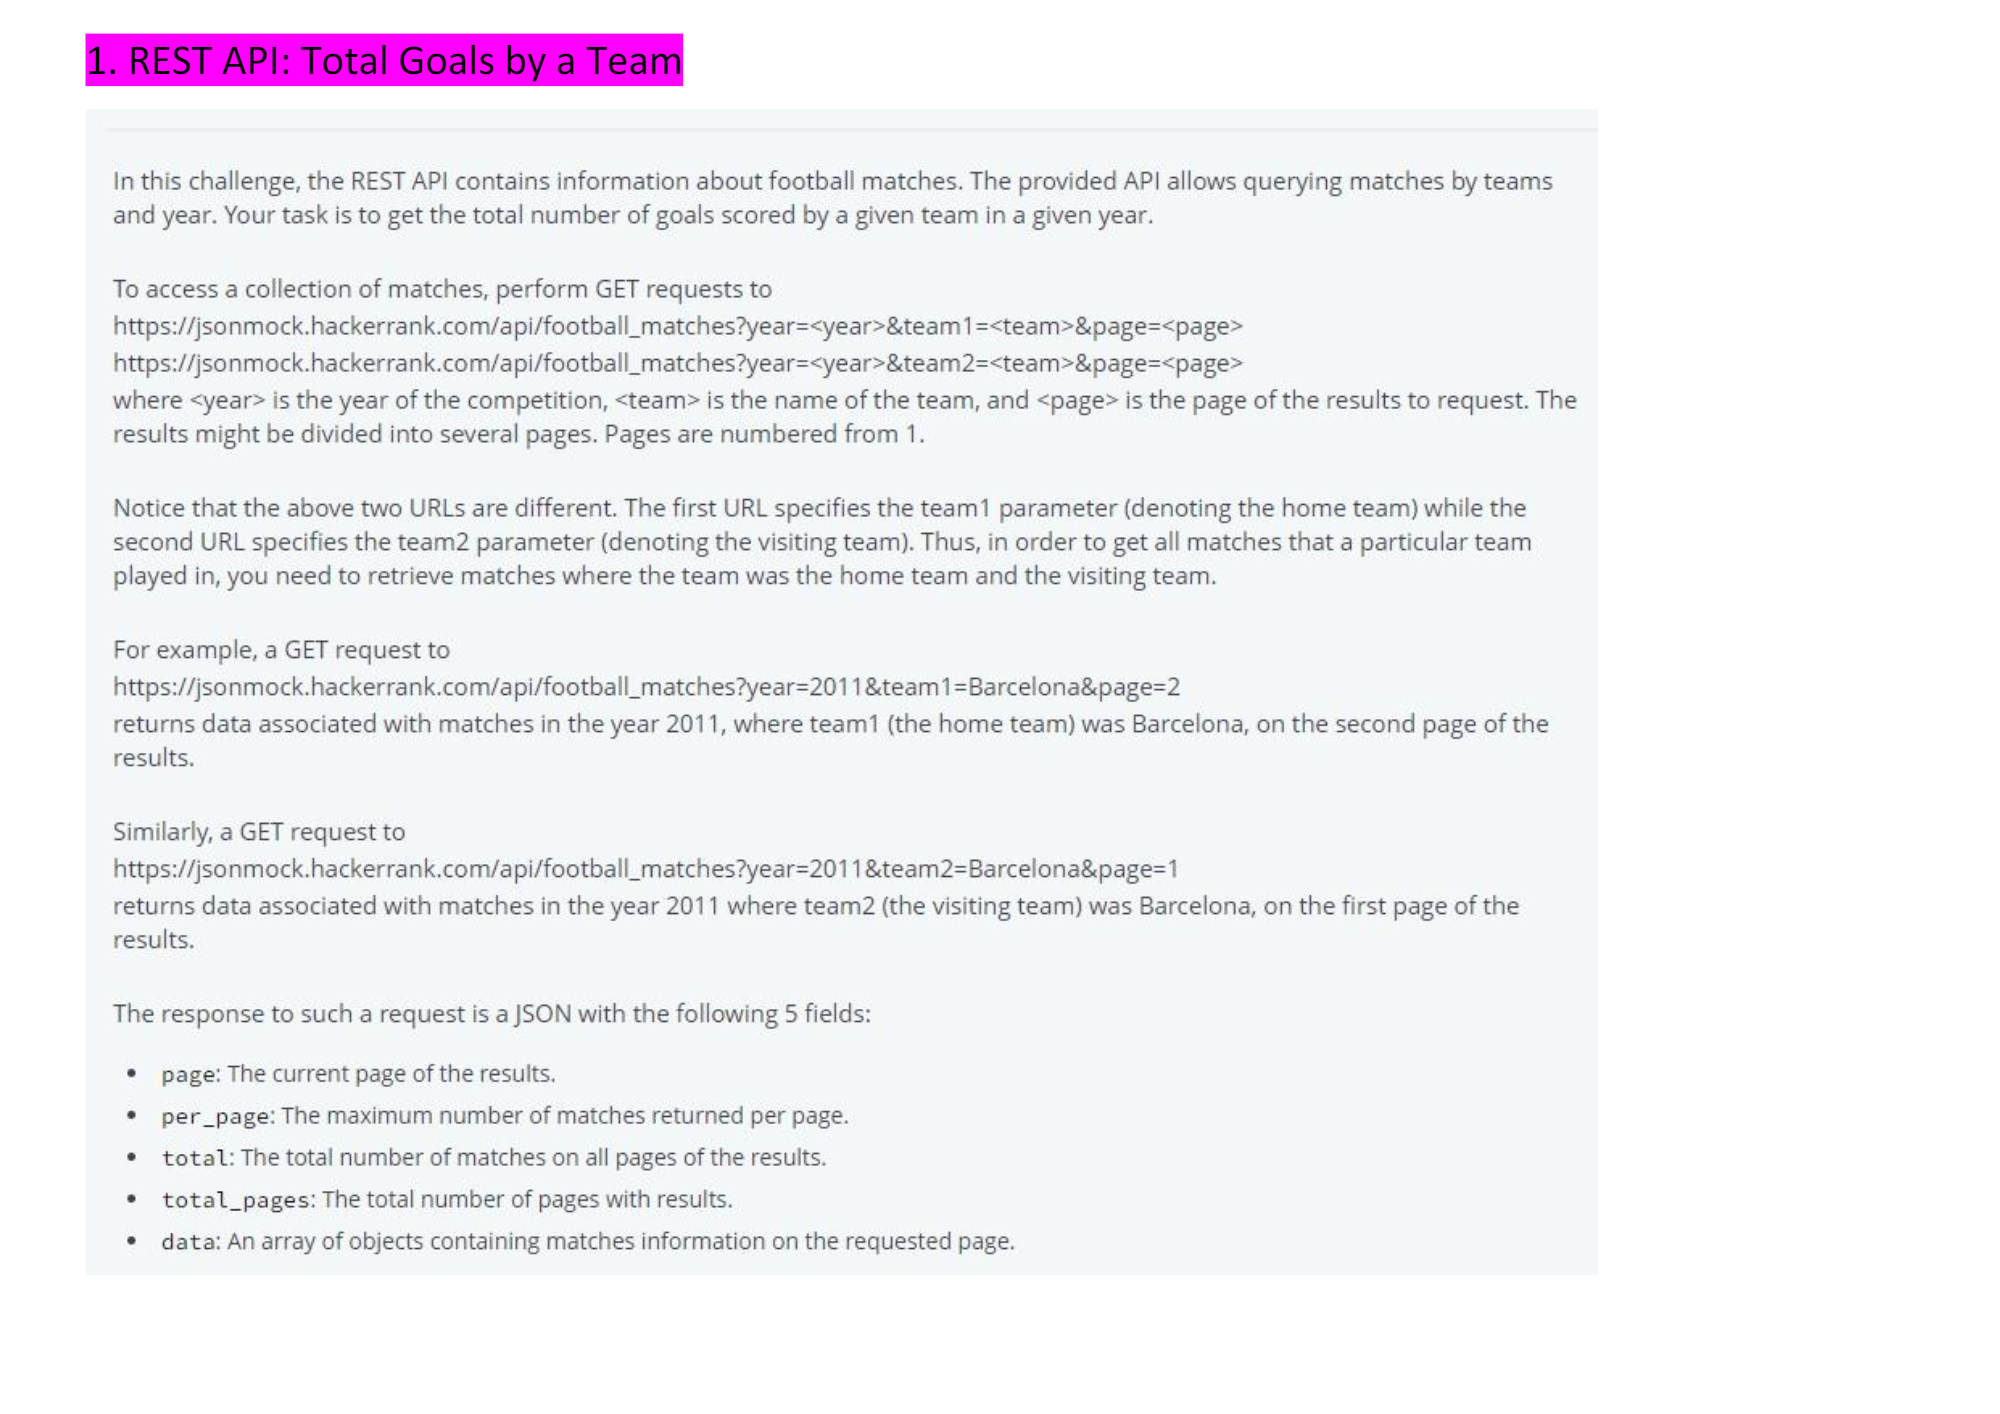 1. REST API: Total Goals by a Team
In this challenge, the REST API contains information about football matches. The provided API allows querying matches by teams
and year. Your task is to get the total number of goals scored by a given team in a given year.
To access a collection of matches, perform GET requests to
https://jsonmock.hackerrank.com/api/football_matches?year=<year>&team1=<team>&page=<page>
https://jsonmock.hackerrank.com/api/football_matches?year=<year>&team2=<team>&page=<page>
where <year> is the year of the competition, <team> is the name of the team, and <page> is the page of the results to request. The
results might be divided into several pages. Pages are numbered from 1.
Notice that the above two URLs are different. The first URL specifies the team1 parameter (denoting the home team) while the
second URL specifies the team2 parameter (denoting the visiting team). Thus, in order to get all matches that a particular team
played in, you need to retrieve matches where the team was the home team and the visiting team.
For example, a GET request to
https://jsonmock.hackerrank.com/api/football_matches?year=2011&team1=Barcelona&page=2
returns data associated with matches in the year 2011, where team1 (the home team) was Barcelona, on the second page of the
results.
Similarly, a GET request to
https://jsonmock.hackerrank.com/api/football_matches?year=2011&team2=Barcelona&page=1
returns data associated with matches in the year 2011 where team2 (the visiting team) was Barcelona, on the first page of the
results.
The response to such a request is a JSON with the following 5 fields:
• page: The current page of the results.
• per_page: The maximum number of matches returned per page.
• total: The total number of matches on all pages of the results.
• total_pages: The total number of pages with results.
• data: An array of objects containing matches information on the requested page.